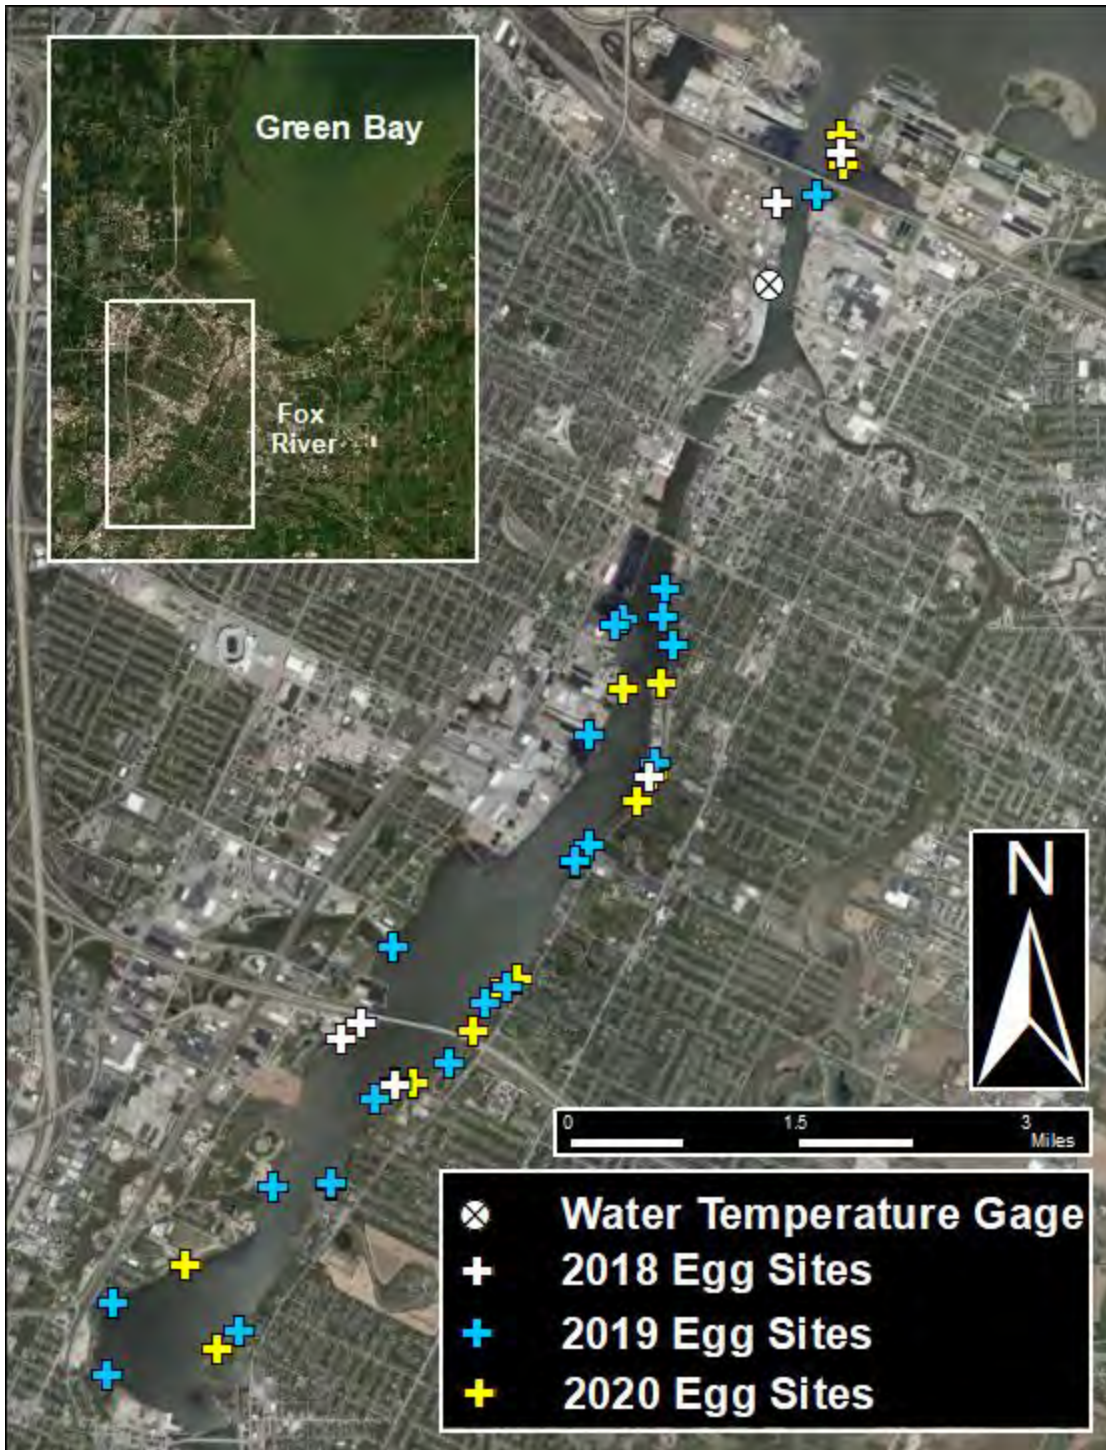 Green Bay
Fox
River
N
0 1.5 3
Miles
Water Temperature Gage
2018 Egg Sites
2019 Egg Sites
2020 Egg Sites